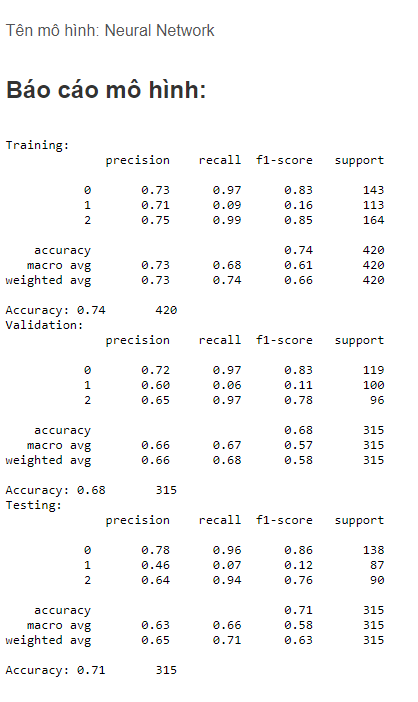 Tên mô hình: Neural Network
Báo cáo mô hình:
Training:
precision recall f1-score support
0 0.73 0.97 0.83 143
1 0.71 0.09 0.16 113
2 0.75 0.99 0.85 164
accuracy 0.74 420
macro avg 0.73 0.68 0.61 420
weighted avg 0.73 0.74 0.66 420
Accuracy: 0.74 420
Validation:
precision recall f1-score support
0 0.72 0.97 0.83 119
1 0.60 0.06 0.11 100
2 0.65 0.97 0.78 96
accuracy 0.68 315
macro avg 0.66 0.67 0.57 315
weighted avg 0.66 0.68 0.58 315
Accuracy: 0.68 315
Testing:
precision recall f1-score support
0 0.78 0.96 0.86 138
1 0.46 0.07 0.12 87
2 0.64 0.94 0.76 90
accuracy 0.71 315
macro avg 0.63 0.66 0.58 315
weighted avg 0.65 0.71 0.63 315
Accuracy: 0.71 315